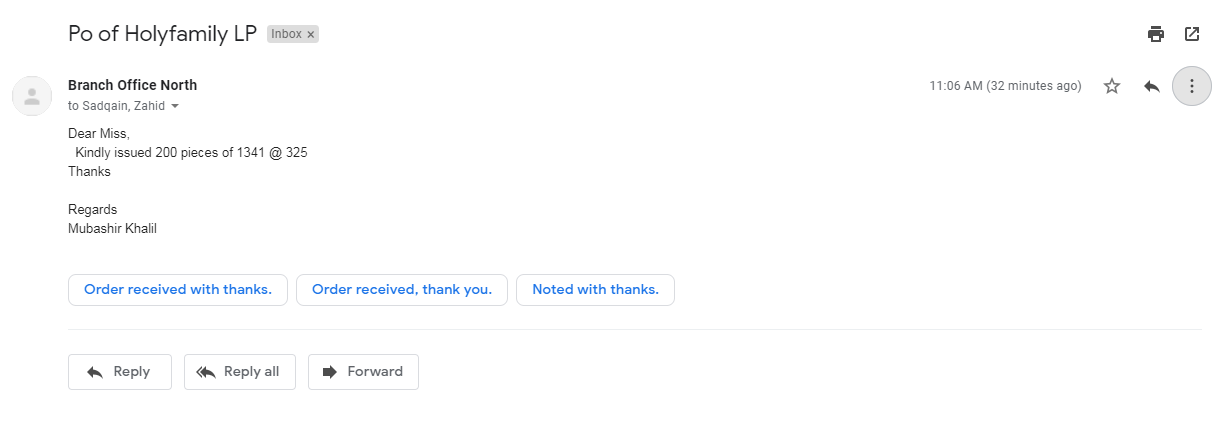 Po of Holyfamily LP Inbox ×
Branch Office North 11:06 AM (32 minutes ago)
to Sadqain, Zahid
Dear Miss,
Kindly issued 200 pieces of 1341 @ 325
Thanks
Regards
Mubashir Khalil
Order received with thanks. Order received, thank you. Noted with thanks.
Reply Reply all Forward